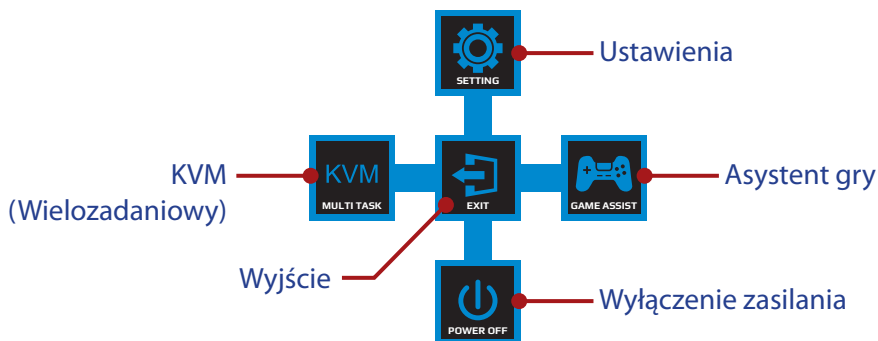 SETTING
Ustawienia
KVM
(Wielozadaniowy)
KVM
MULTI TASK
EXIT
GAME ASSIST
Asystent gry
Wyjście
POWER OFF
Wyłączenie zasilania